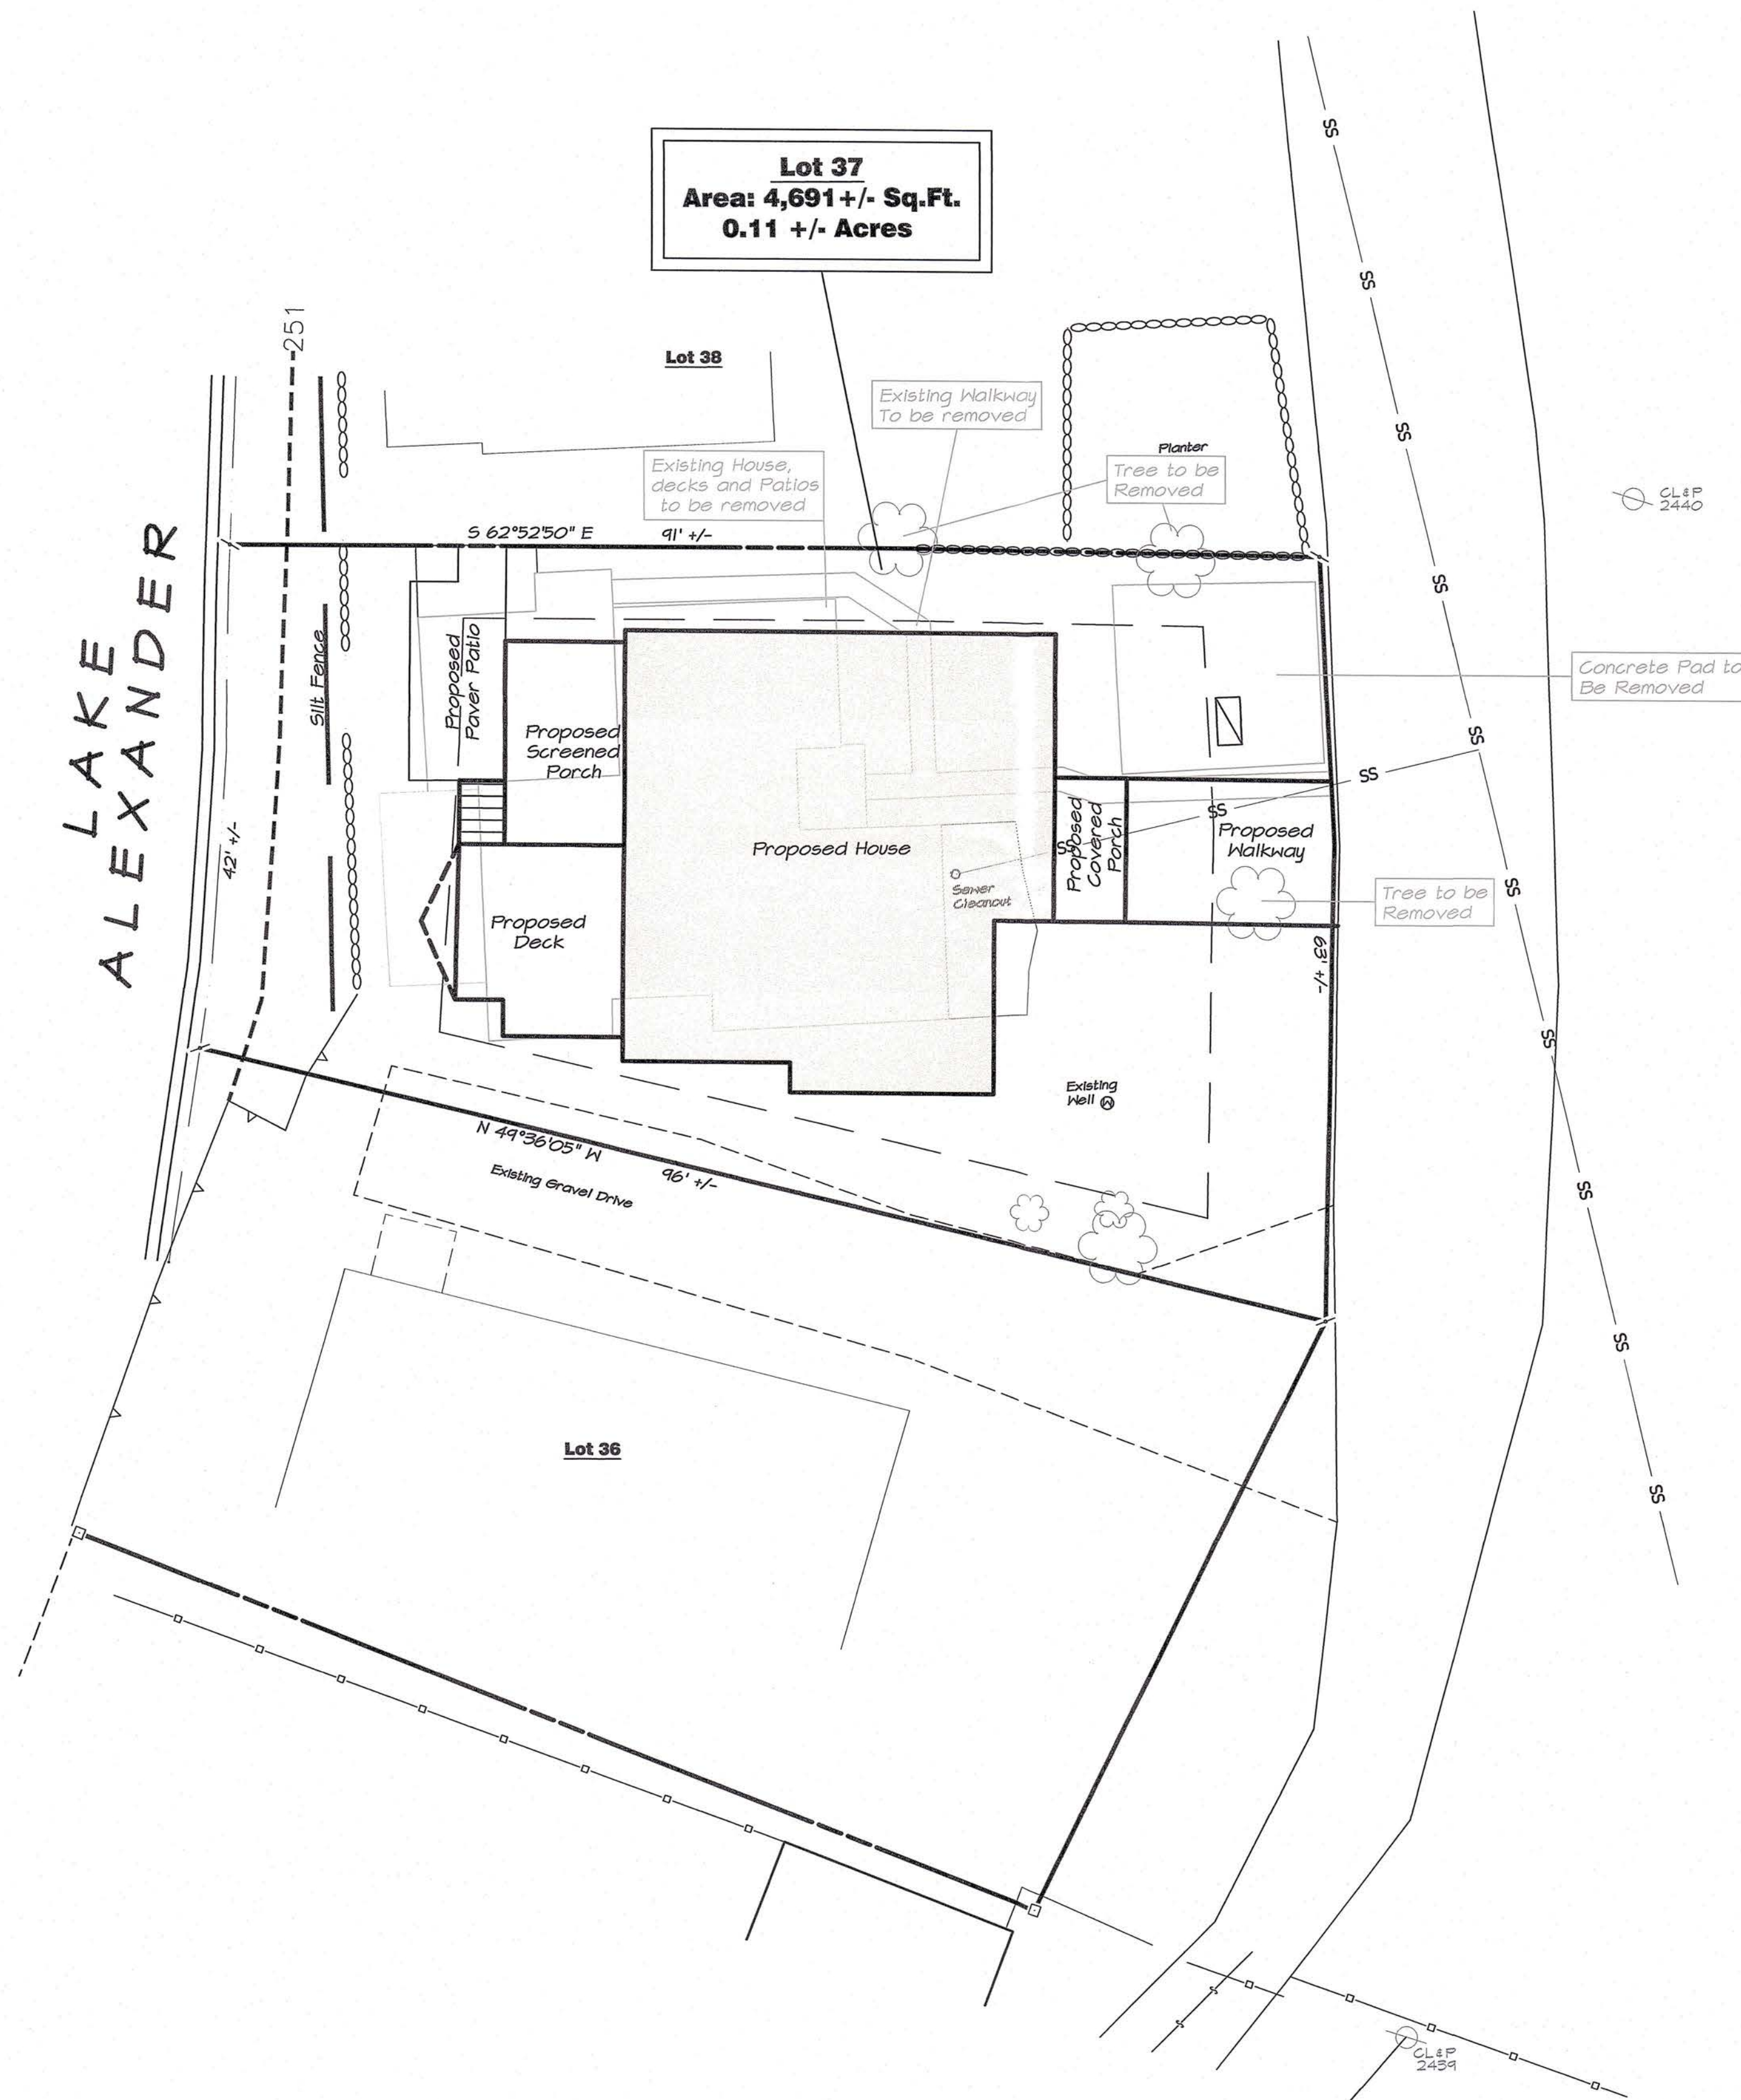 Lot 37
Area: 4,691+/- Sq.Ft.
0.11 +/- Acres
251
Lot 38
Existing Walkway
To be removed
Planter
Existing House,
decks and Patios
to be removed
Tree to be
Removed
CL&P
2440
S 62°52'50" E
91' +/-
LAKE
ALEXANDER
Silt Fence
Proposed
Paver Patio
Proposed
Screened
Porch
Concrete Pad to
Be Removed
42' +/-
Proposed House
Proposed
Covered
Porch
Proposed
Walkway
Sewer
Cleanout
Tree to be
Removed
Proposed
Deck
63' +/-
Existing
Well W
N 49°36'05" W
96' +/-
Existing Gravel Drive
Lot 36
SS
SS
SS
SS
SS
SS
SS
SS
SS
SS
SS
SS
SS
CL&P
2439